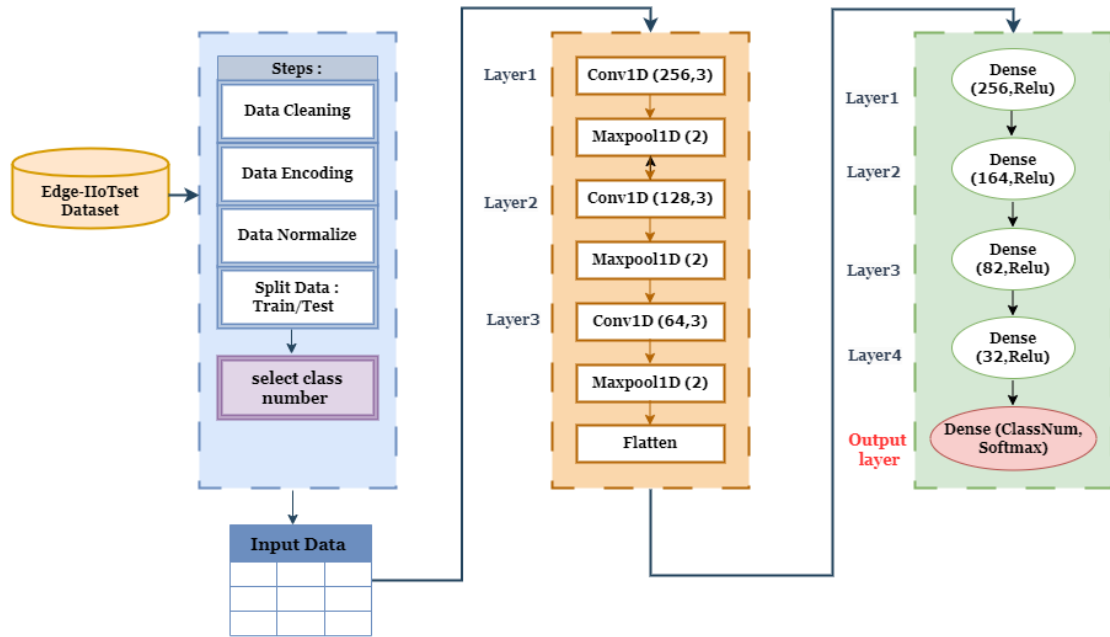 Edge-IIoTset
Dataset
Steps :
Data Cleaning
Data Encoding
Data Normalize
Split Data :
Train/Test
select class
number
Input Data
Layer1
Conv1D (256,3)
Maxpool1D (2)
Layer2
Conv1D (128,3)
Maxpool1D (2)
Layer3
Conv1D (64,3)
Maxpool1D (2)
Flatten
Layer1
Dense
(256,Relu)
Layer2
Dense
(164,Relu)
Layer3
Dense
(82,Relu)
Layer4
Dense
(32,Relu)
Output
layer
Dense (ClassNum,
Softmax)